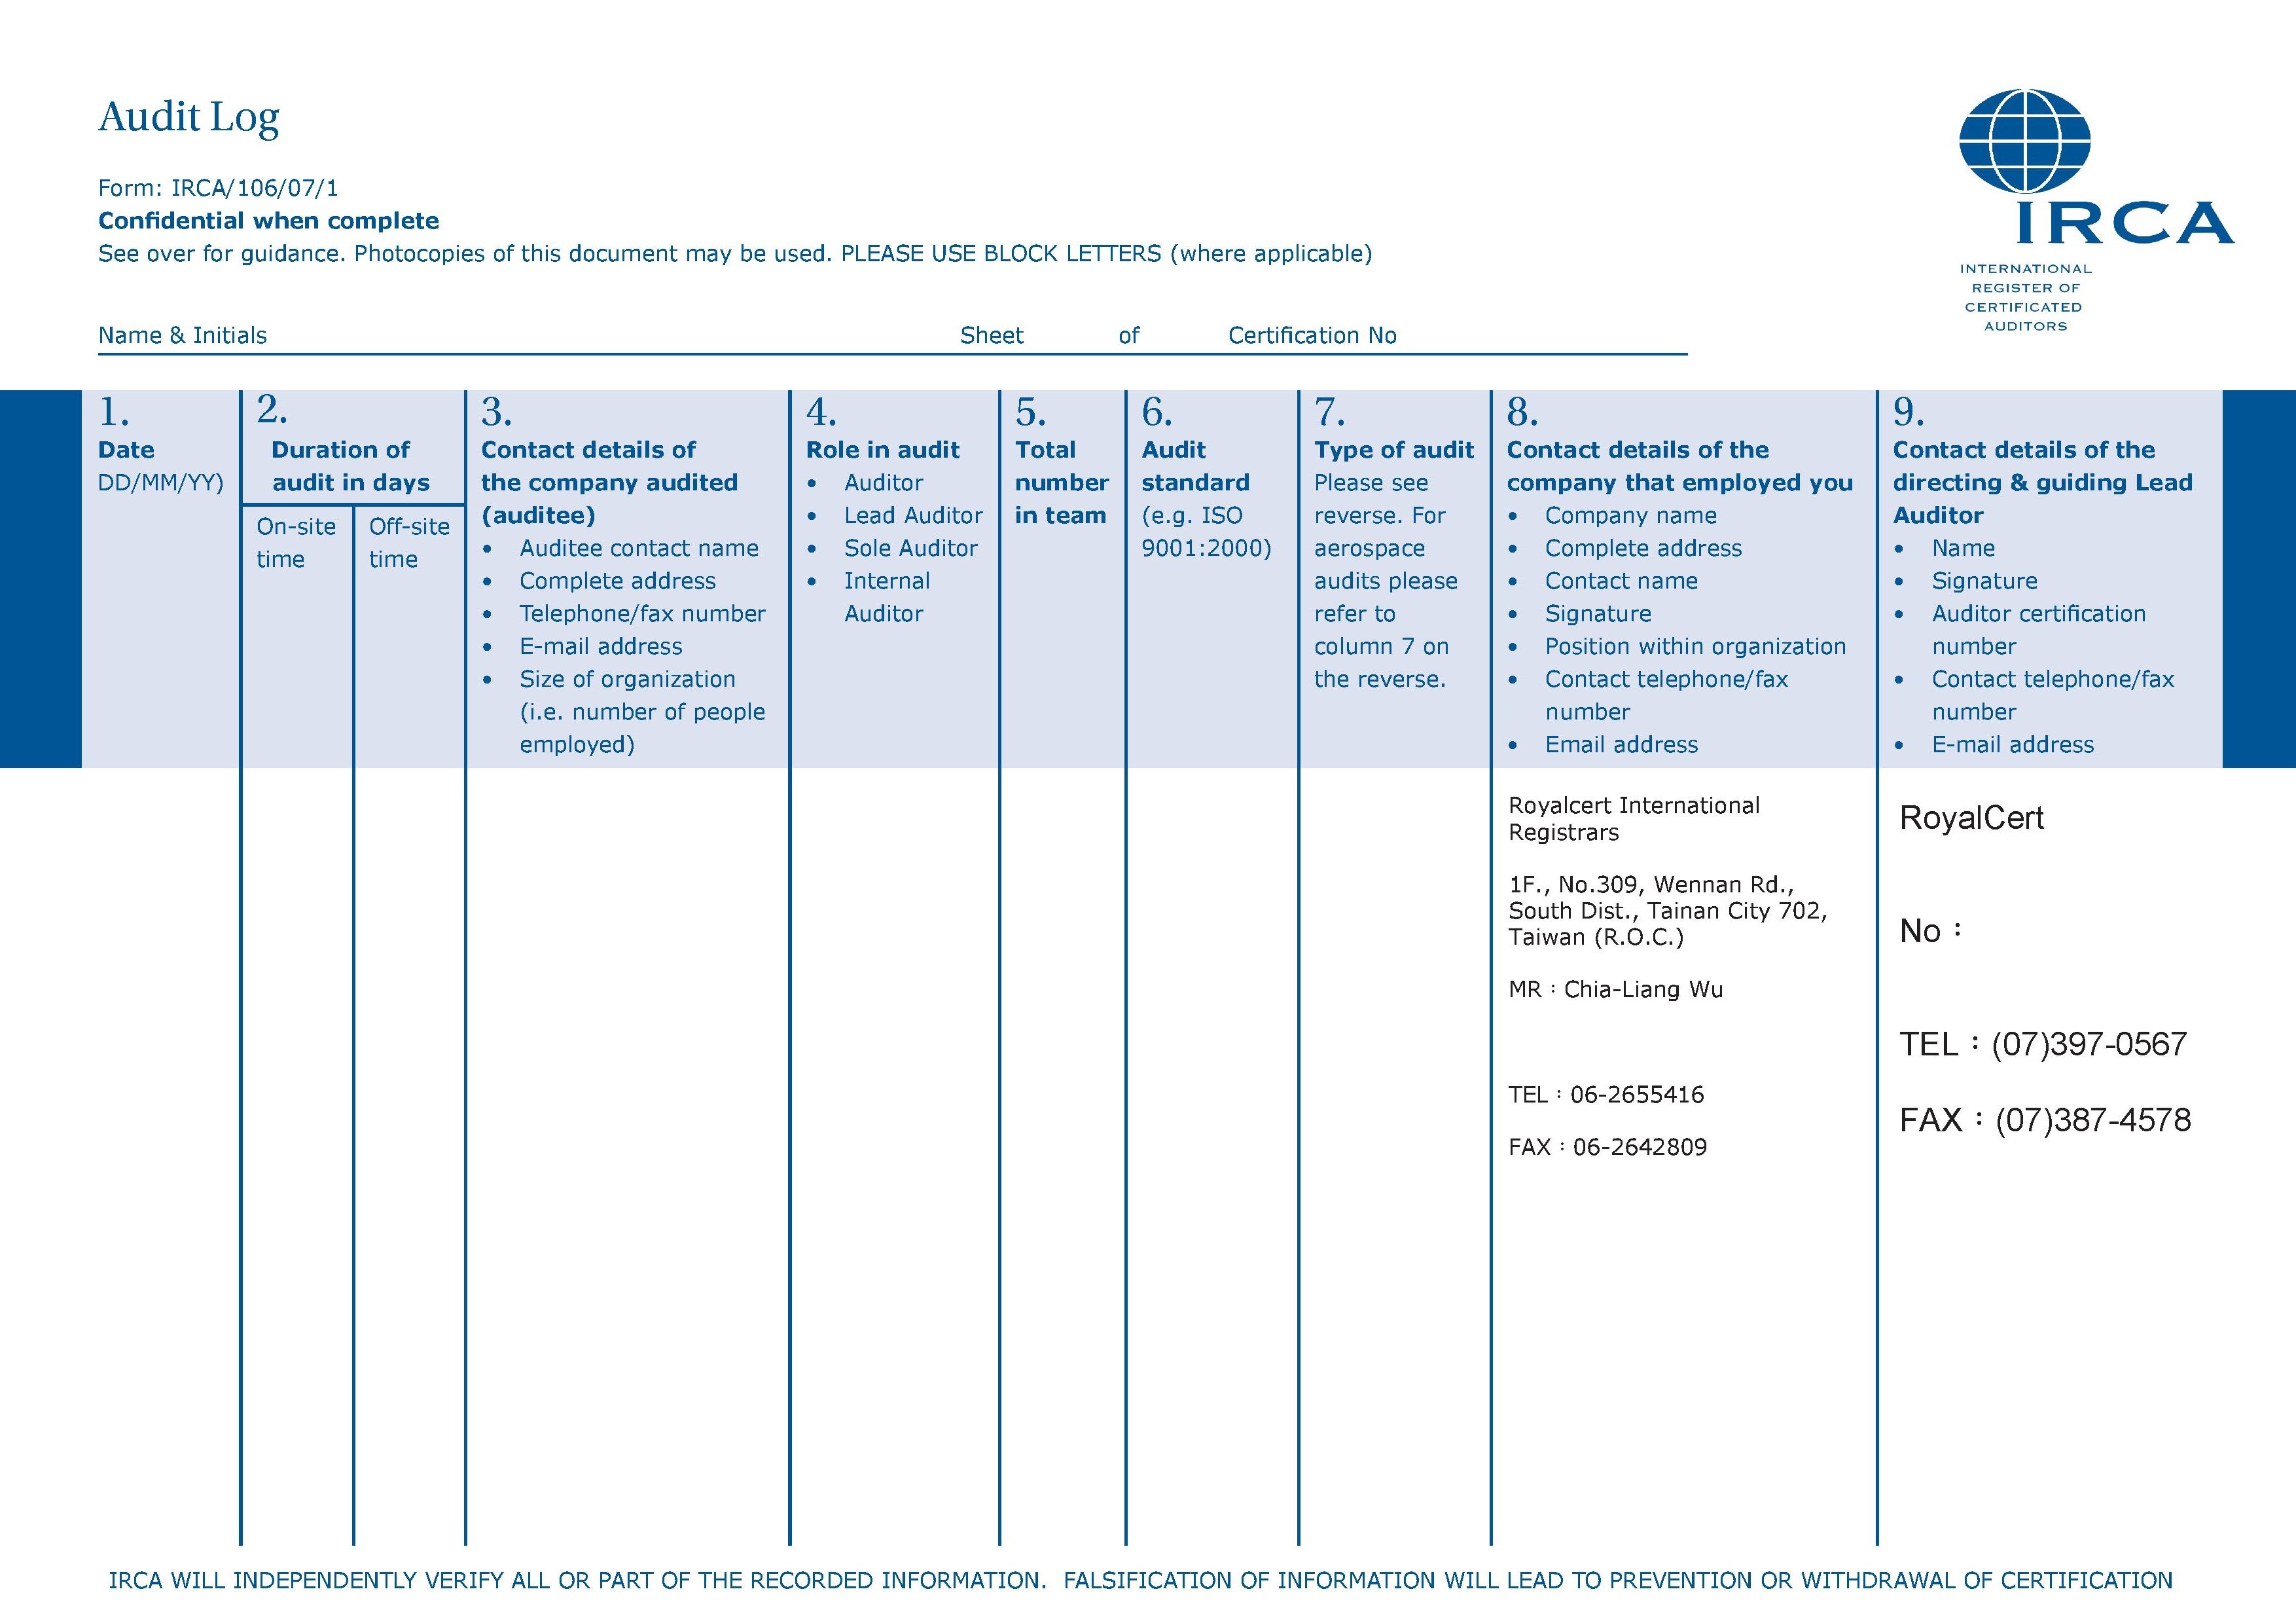 Audit Log
Form: IRCA/106/07/1
Confidential when complete
See over for guidance. Photocopies of this document may be used. PLEASE USE BLOCK LETTERS (where applicable)
Name & Initials Sheet of Certification No
IRCA
INTERNATIONAL
REGISTER OF
CERTIFICATED
AUDITORS
1.
Date
DD/MM/YY)
2.
Duration of
audit in days
On-site
time
Off-site
time
3.
Contact details of
the company audited
(auditee)
• Auditee contact name
• Complete address
• Telephone/fax number
• E-mail address
• Size of organization
(i.e. number of people
employed)
4.
Role in audit
• Auditor
• Lead Auditor
• Sole Auditor
• Internal
Auditor
5.
Total
number
in team
6.
Audit
standard
(e.g. ISO
9001:2000)
7.
Type of audit
Please see
reverse. For
aerospace
audits please
refer to
column 7 on
the reverse.
8.
Contact details of the
company that employed you
• Company name
• Complete address
• Contact name
• Signature
• Position within organization
• Contact telephone/fax
number
• Email address
9.
Contact details of the
directing & guiding Lead
Auditor
• Name
• Signature
• Auditor certification
number
• Contact telephone/fax
number
• E-mail address
Royalcert International
Registrars
1F., No.309, Wennan Rd.,
South Dist., Tainan City 702,
Taiwan (R.O.C.)
MR：Chia-Liang Wu
TEL：06-2655416
FAX：06-2642809
RoyalCert
No：
TEL：(07)397-0567
FAX：(07)387-4578
IRCA WILL INDEPENDENTLY VERIFY ALL OR PART OF THE RECORDED INFORMATION. FALSIFICATION OF INFORMATION WILL LEAD TO PREVENTION OR WITHDRAWAL OF CERTIFICATION